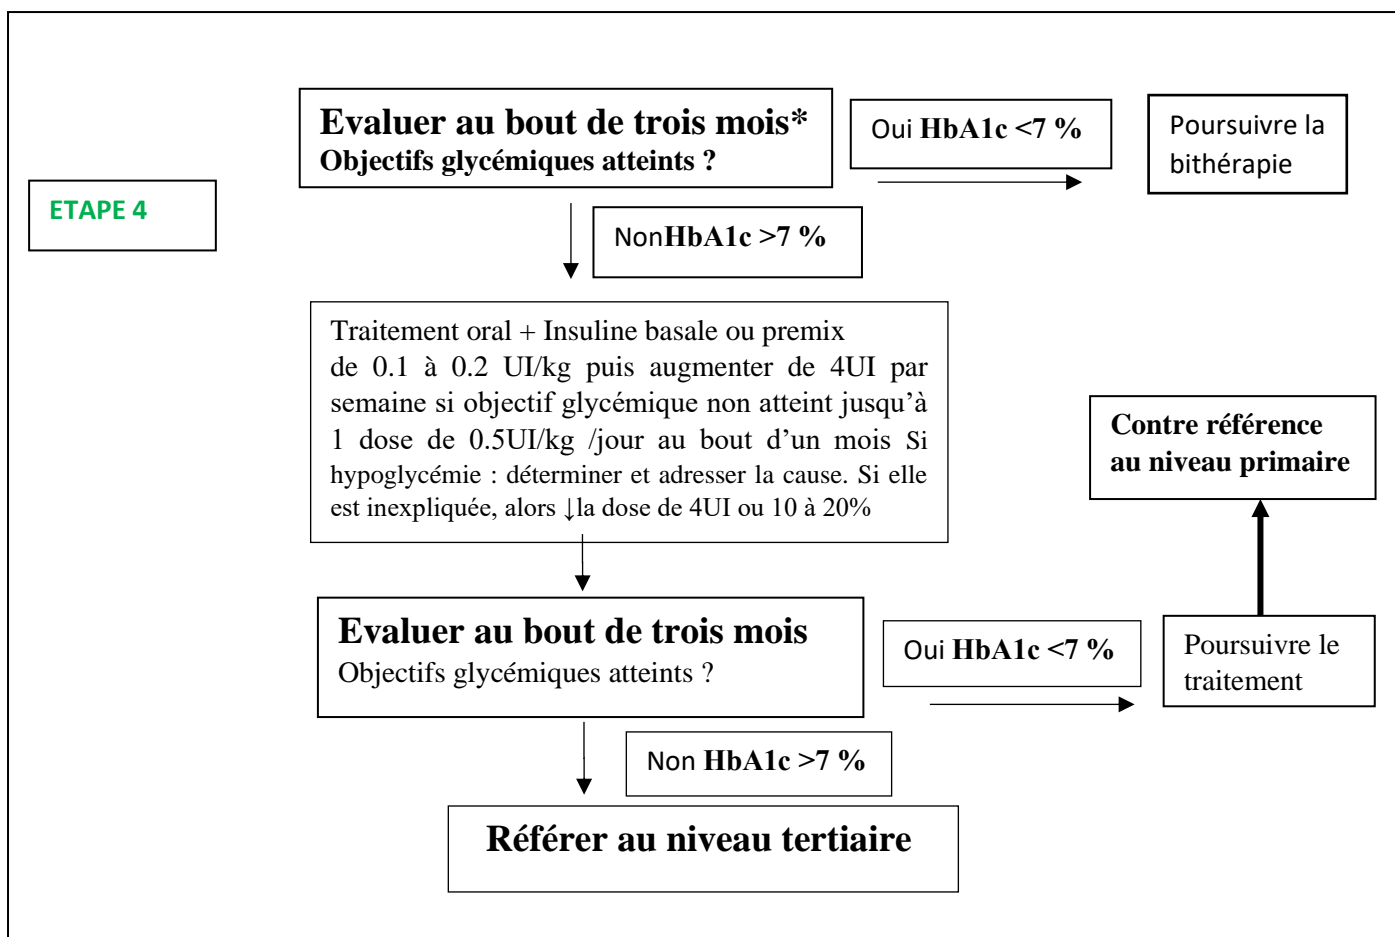 Evaluer au bout de trois mois*
Objectifs glycémiques atteints ?
Oui HbA1c <7 %
Poursuivre la
bithérapie
ETAPE 4
NonHbA1c >7 %
Traitement oral + Insuline basale ou premix
de 0.1 à 0.2 UI/kg puis augmenter de 4UI par
semaine si objectif glycémique non atteint jusqu’à
1 dose de 0.5UI/kg /jour au bout d’un mois Si
hypoglycémie : déterminer et adresser la cause. Si elle
est inexpliquée, alors ↓la dose de 4UI ou 10 à 20%
Contre référence
au niveau primaire
Evaluer au bout de trois mois
Objectifs glycémiques atteints ?
Oui HbA1c <7 %
Poursuivre le
traitement
Non HbA1c >7 %
Référer au niveau tertiaire